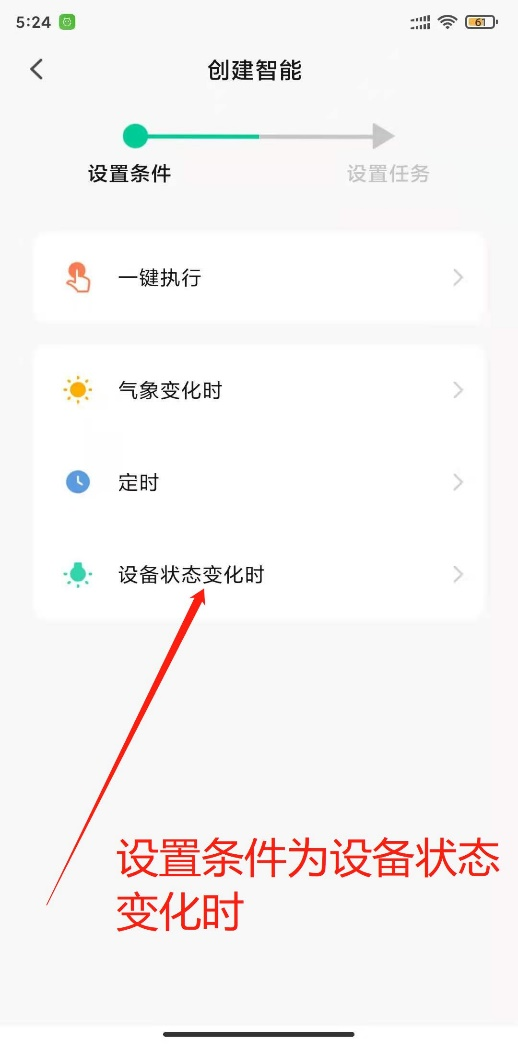 5:24
61
创建智能
设置条件
设置任务
一键执行
气象变化时
定时
设备状态变化时
设置条件为设备状态
变化时